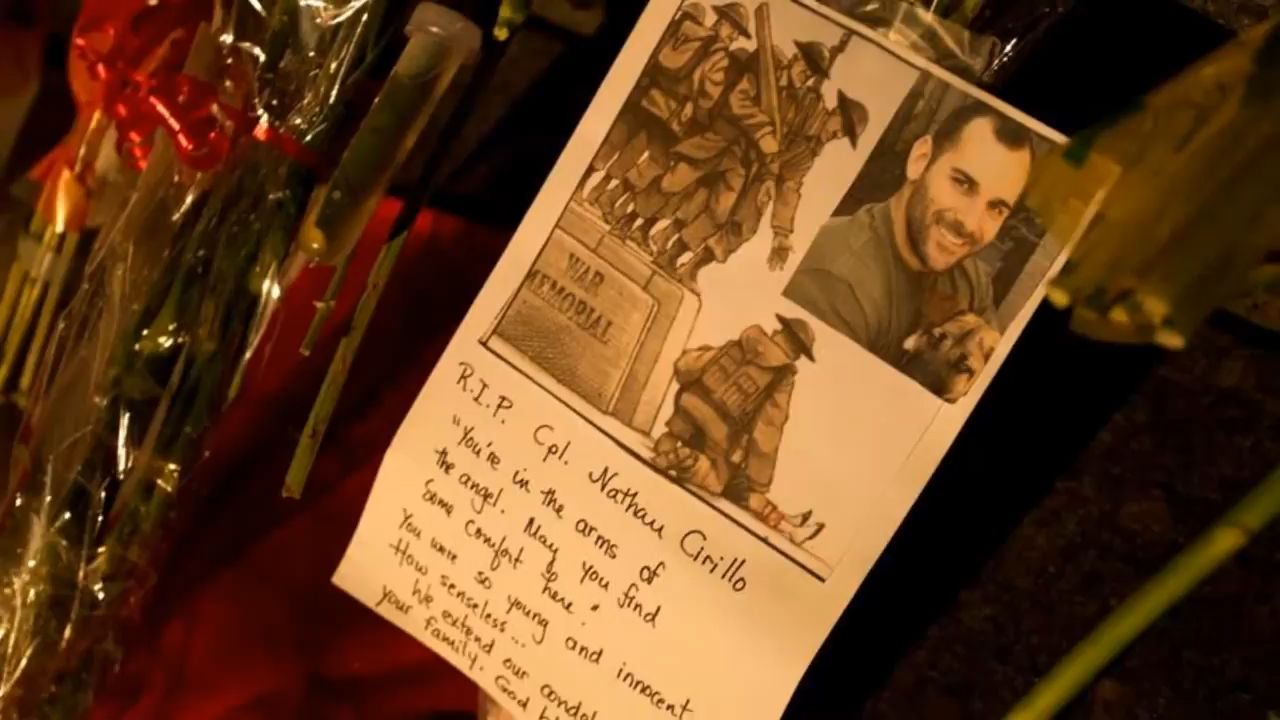 WAR
MEMORIAL
R.I.P. Cpl. Nathan Cirillo
"You're in the arms of
the angel. May you find
some comfort here."
You were so young and innocent
How senseless...
We extend our
your family. God